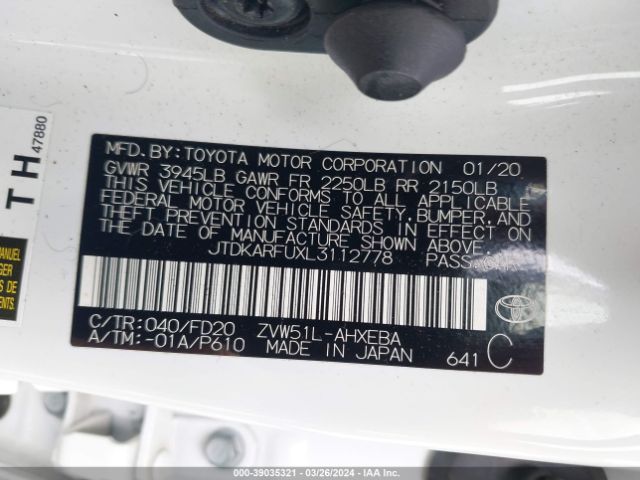 MFD.BY:TOYOTA MOTOR CORPORATION 01/20
GVWR 3945LB GAWR FR 2250LB RR 2150LB
THIS VEHICLE CONFORMS TO ALL APPLICABLE
FEDERAL MOTOR VEHICLE SAFETY,BUMPER,AND
THEFT PREVENTION STANDARDS IN EFFECT ON
THE DATE OF MANUFACTURE SHOWN ABOVE.
JTDKARFUXL3112778 PASS.CAR
C/TR:040/FD20 ZVW51L-AHXEBA
A/TM:-01A/P610 MADE IN JAPAN 641 C
TH
47880
MANUEL
000-39035321 - 03/26/2024 - IAA Inc.